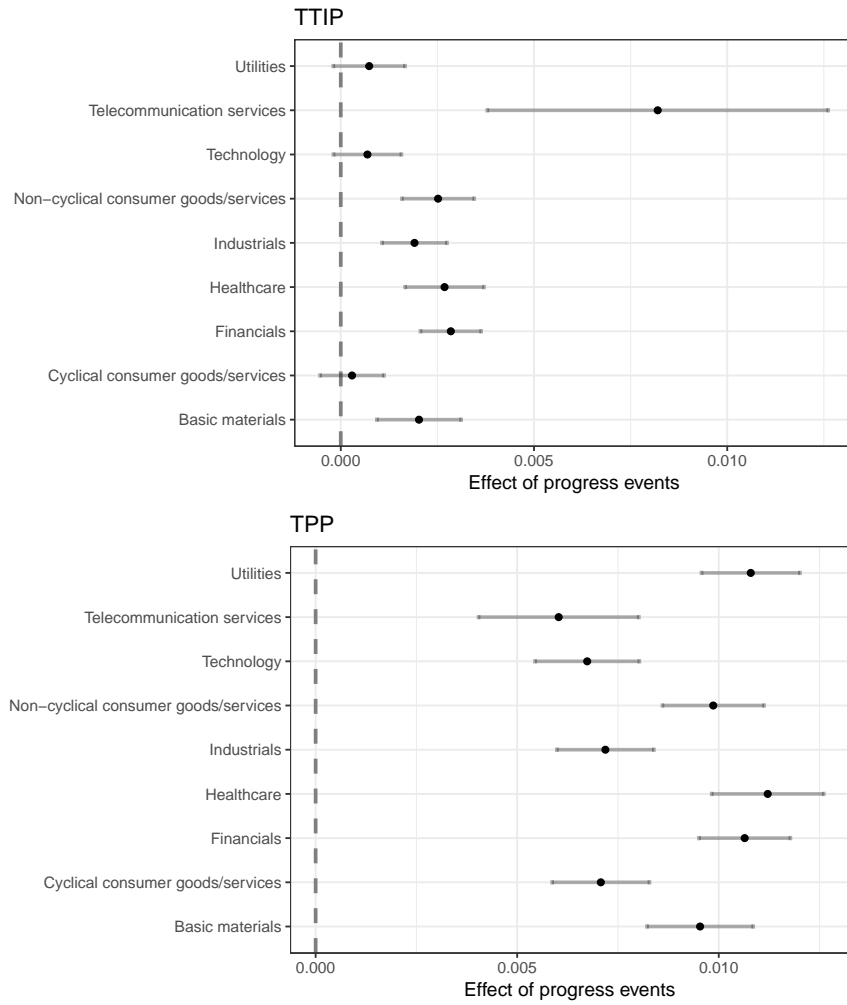 TTIP
Utilities
Telecommunication services
Technology
Non−cyclical consumer goods/services
Industrials
Healthcare
Financials
Cyclical consumer goods/services
Basic materials
0.000 0.005 0.010
Effect of progress events
TPP
Utilities
Telecommunication services
Technology
Non−cyclical consumer goods/services
Industrials
Healthcare
Financials
Cyclical consumer goods/services
Basic materials
0.000 0.005 0.010
Effect of progress events